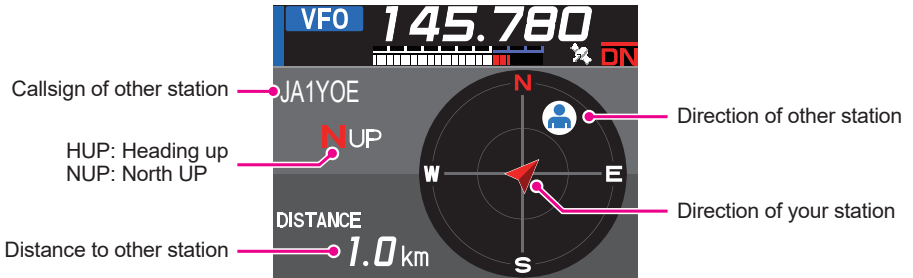 VFO 145.780
DN
Callsign of other station
JA1YOE
N
Direction of other station
HUP: Heading up
NUP: North UP
NUP
W
E
DISTANCE
Direction of your station
Distance to other station
1.0 km
S